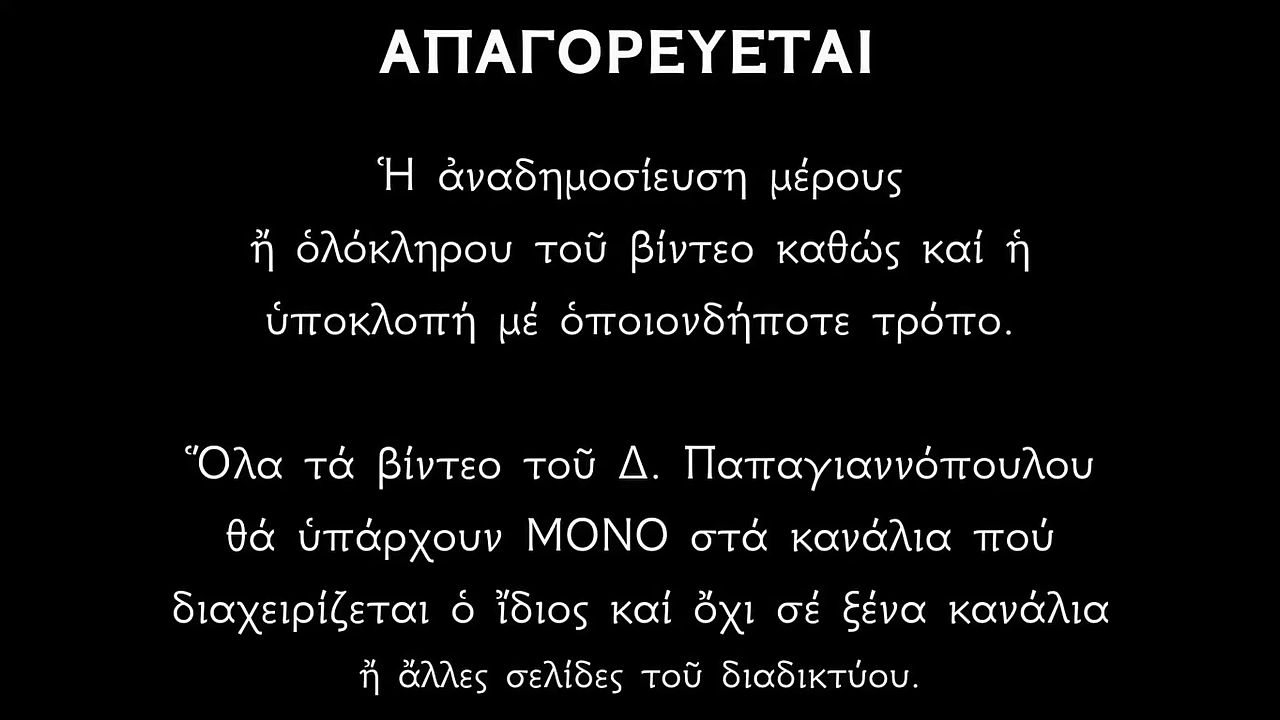 ΑΠΑΓΟΡΕΥΕΤΑΙ
Ἡ ἀναδημοσίευση μέρους
ἤ ὁλόκληρου τοῦ βίντεο καθώς καί ἡ
ὑποκλοπή μέ ὁποιονδήποτε τρόπο.
Ὅλα τά βίντεο τοῦ Δ. Παπαγιαννόπουλου
θά ὑπάρχουν ΜΟΝΟ στά κανάλια πού
διαχειρίζεται ὁ ἴδιος καί ὄχι σέ ξένα κανάλια
ἤ ἄλλες σελίδες τοῦ διαδικτύου.